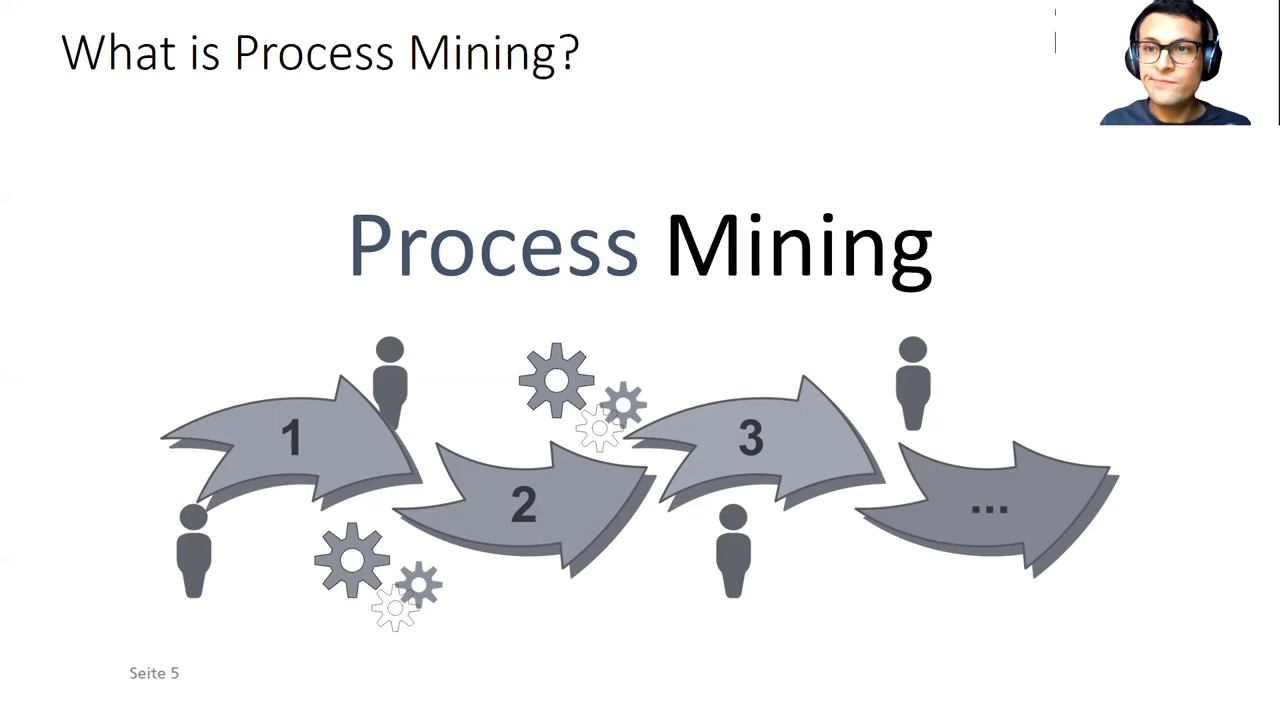 What is Process Mining?
Process Mining
1
2
3
...
Seite 5